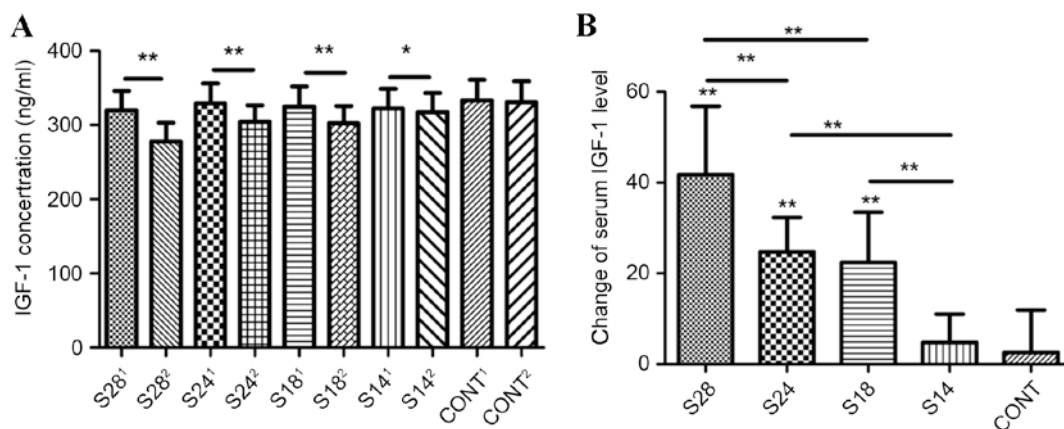 A
IGF-1 concertration (ng/ml)
400
300
200
100
0
**
**
**
*
S28¹
S28²
S24¹
S24²
S18¹
S18²
S14¹
S14²
CONT¹
CONT²
B
Change of serum IGF-1 level
60
40
20
0
**
**
**
**
**
**
**
S28
S24
S18
S14
CONT